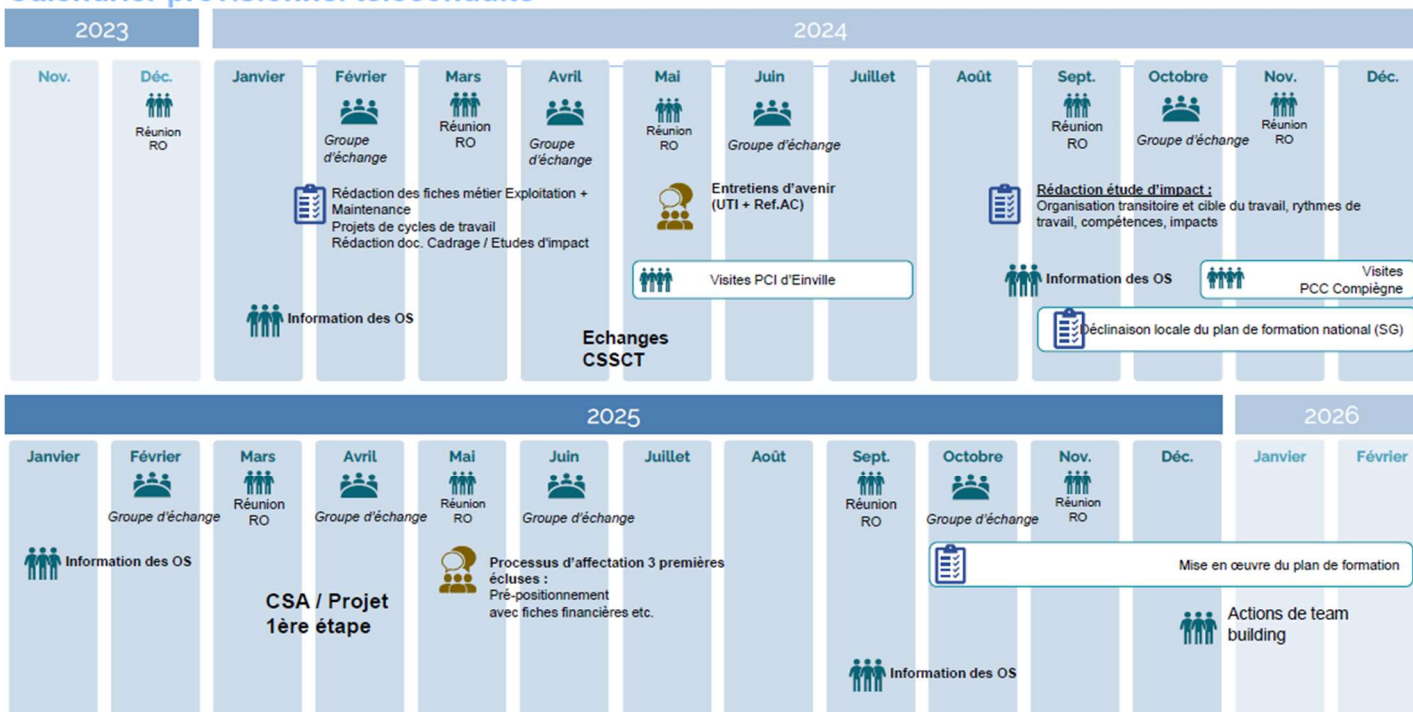 Calendrier prévisionnel téléconduite
2023
2024
Nov.
Déc.
Janvier
Février
Mars
Avril
Mai
Juin
Juillet
Août
Sept.
Octobre
Nov.
Déc.
Réunion
RO
Groupe
d'échange
Réunion
RO
Groupe
d'échange
Réunion
RO
Groupe d'échange
Réunion
RO
Groupe d'échange
Réunion
RO
Rédaction des fiches métier Exploitation +
Maintenance
Projets de cycles de travail
Rédaction doc. Cadrage / Etudes d'impact
Entretiens d'avenir
(UTI + Ref.AC)
Rédaction étude d'impact :
Organisation transitoire et cible du travail, rythmes de
travail, compétences, impacts
Visites PCI d'Einville
Information des OS
Visites
PCC Compiègne
Information des OS
Echanges
CSSCT
Déclinaison locale du plan de formation national (SG)
2025
2026
Janvier
Février
Mars
Avril
Mai
Juin
Juillet
Août
Sept.
Octobre
Nov.
Déc.
Janvier
Février
Groupe d'échange
Réunion
RO
Groupe d'échange
Réunion
RO
Groupe d'échange
Réunion
RO
Groupe d'échange
Réunion
RO
Information des OS
Processus d'affectation 3 premières
écluses :
Pré-positionnement
avec fiches financières etc.
Mise en œuvre du plan de formation
CSA / Projet
1ère étape
Actions de team
building
Information des OS